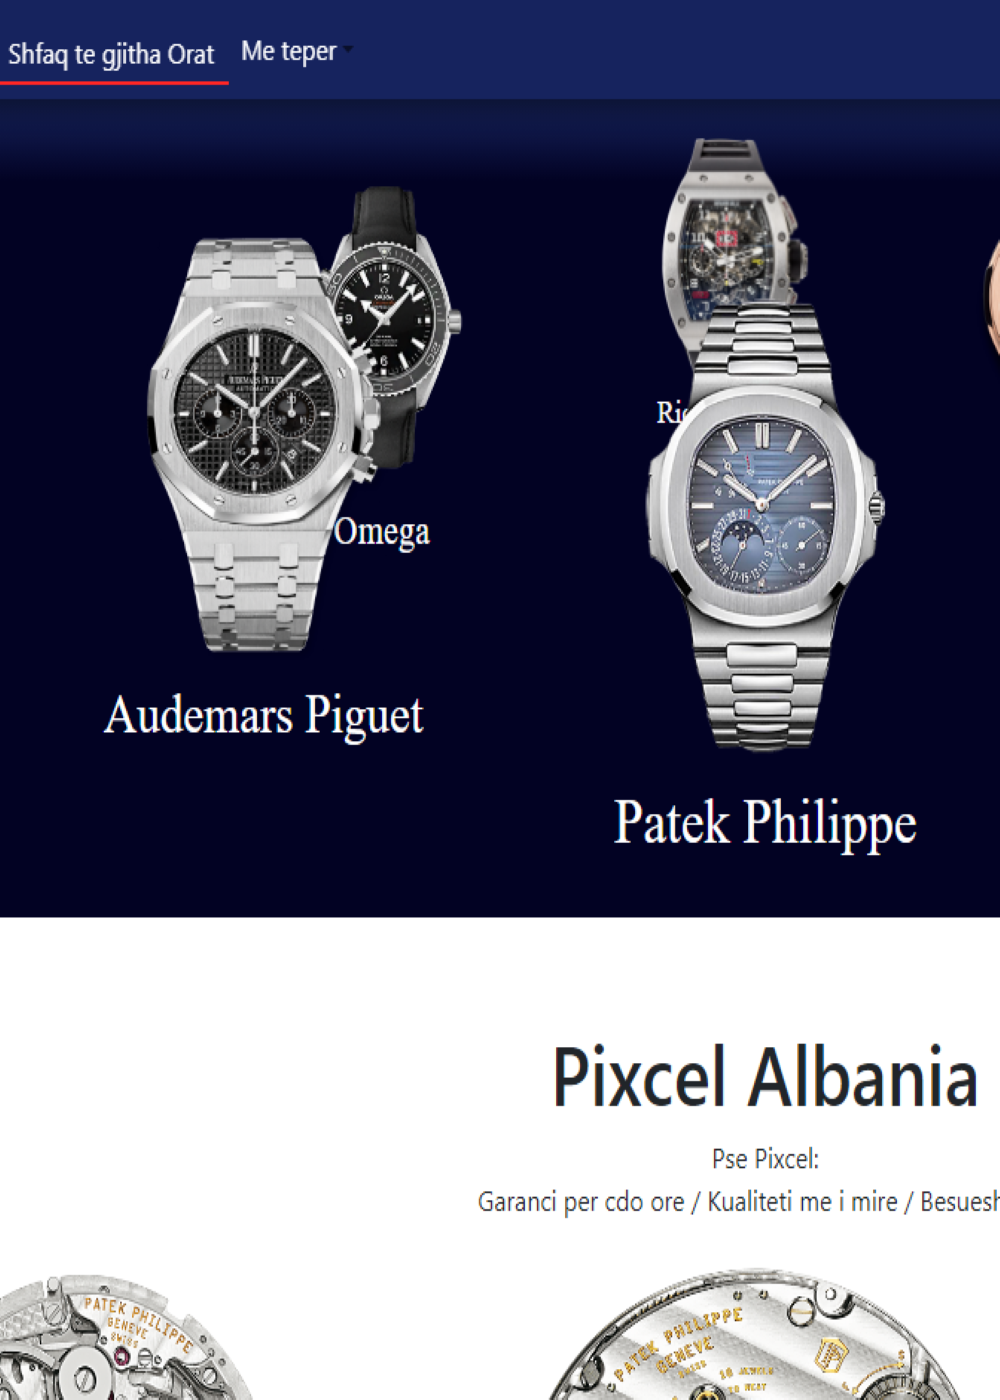 Shfaq te gjitha Orat Me teper
Omega
Ric
Audemars Piguet
Patek Philippe
Pixcel Albania
Pse Pixcel:
Garanci per cdo ore / Kualiteti me i mire / Besuesh
PATEK PHILIPPE
GENEVE
SWISS
PATEK PHILIPPE
GENEVE